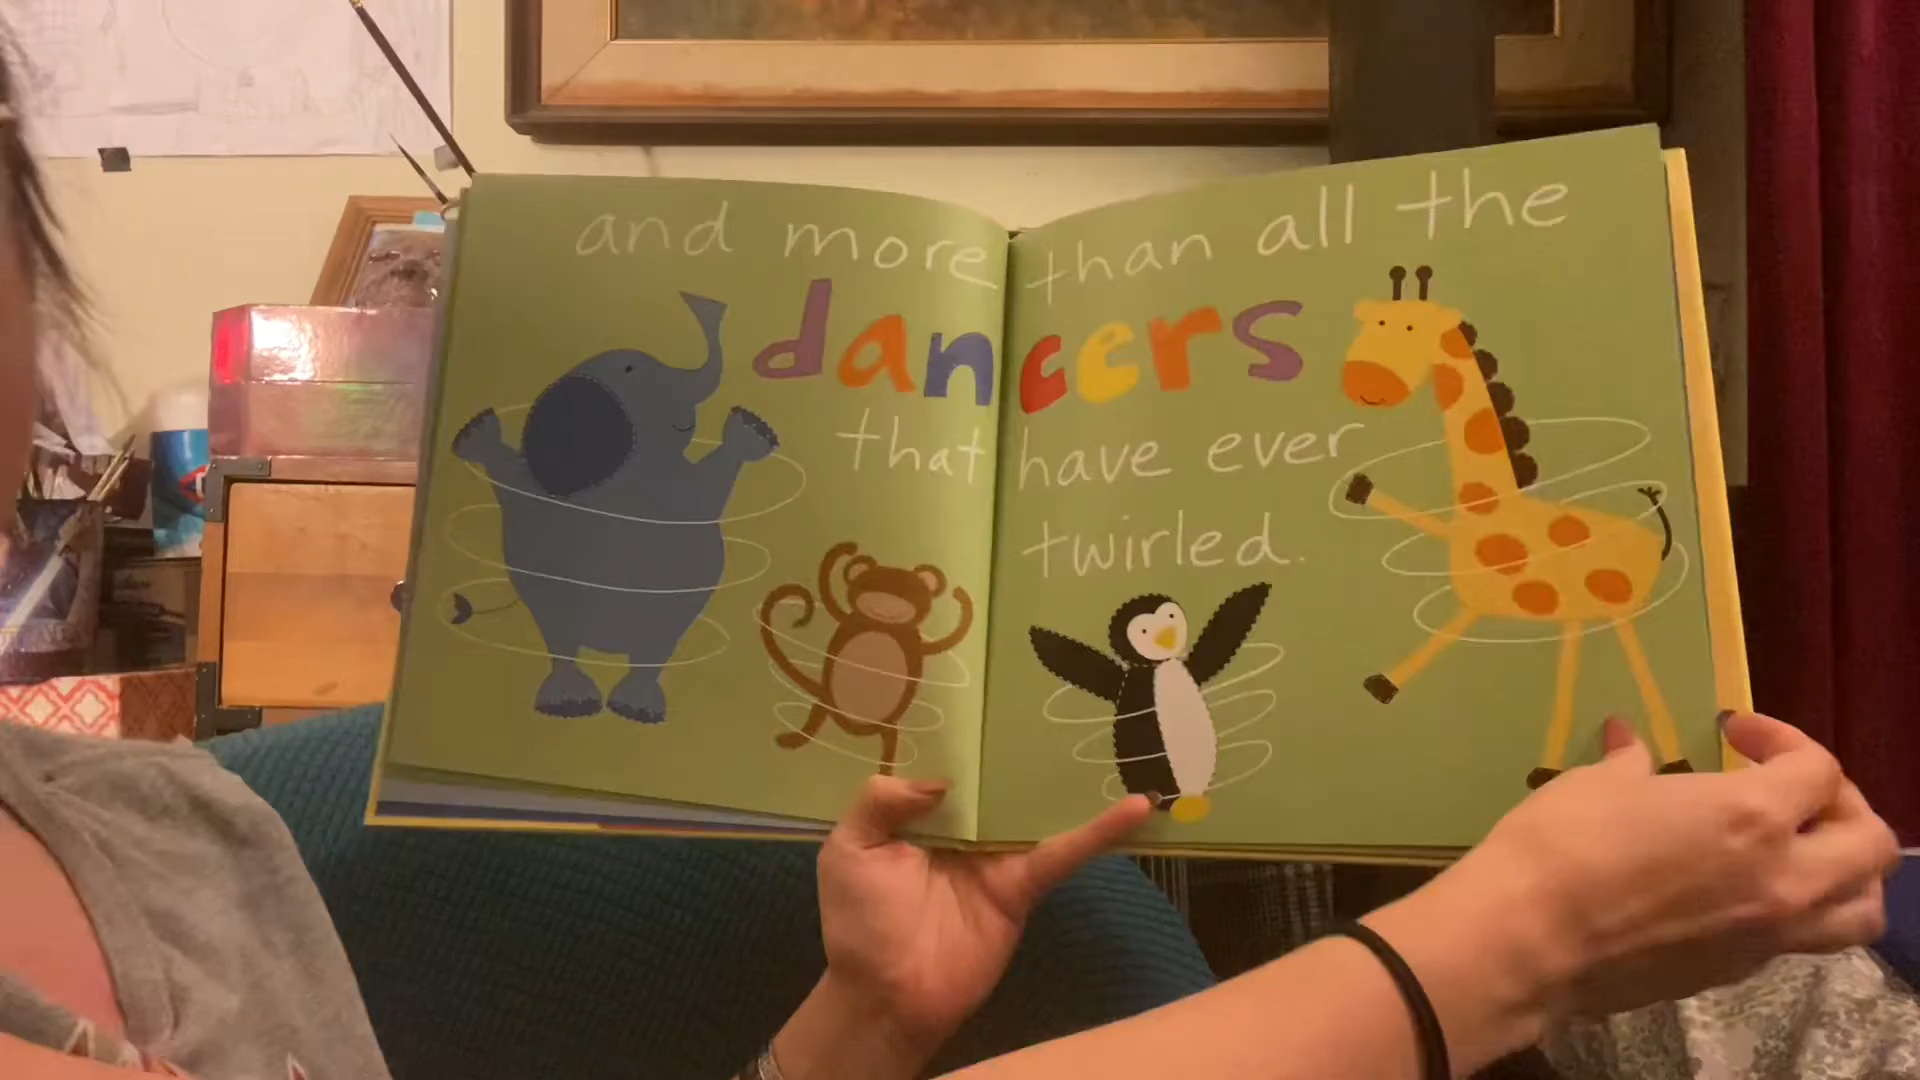 and more than all the
dancers
that have ever
twirled.